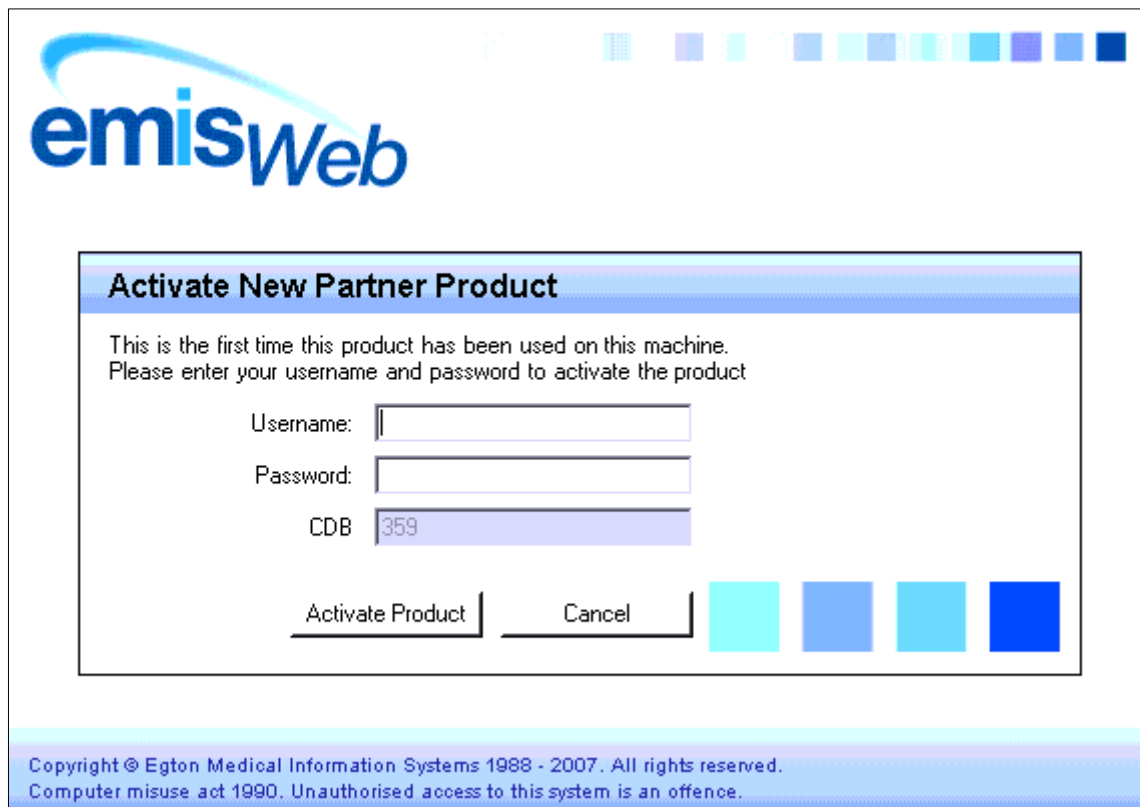 emisWeb
Activate New Partner Product
This is the first time this product has been used on this machine.
Please enter your username and password to activate the product
Username:
Password:
CDB 359
Activate Product Cancel
Copyright © Egton Medical Information Systems 1988 - 2007. All rights reserved.
Computer misuse act 1990. Unauthorised access to this system is an offence.